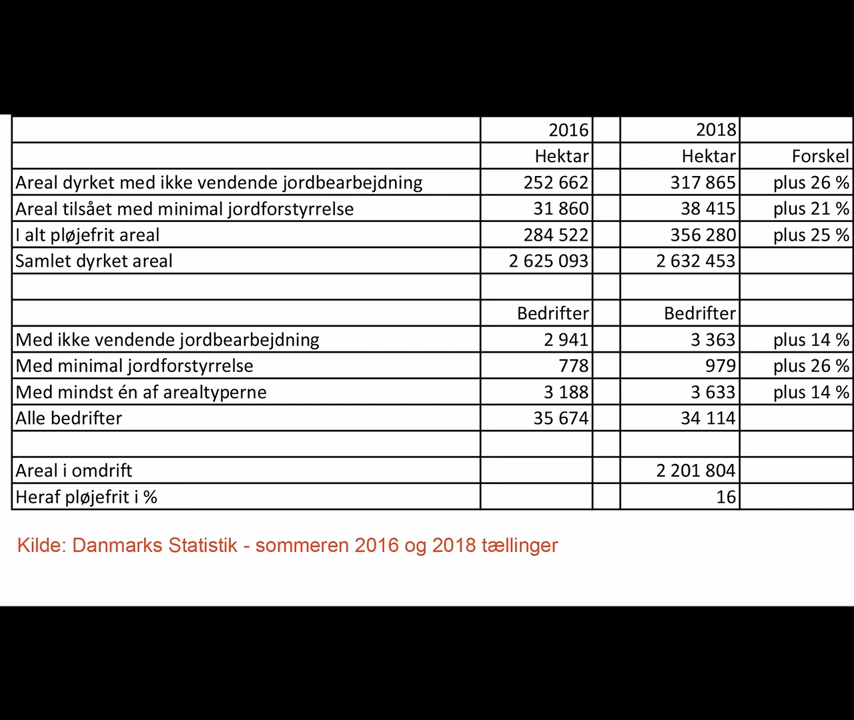 2016 2018
Hektar Hektar Forskel
Areal dyrket med ikke vendende jordbearbejdning 252 662 317 865 plus 26 %
Areal tilsået med minimal jordforstyrrelse 31 860 38 415 plus 21 %
I alt pløjefrit areal 284 522 356 280 plus 25 %
Samlet dyrket areal 2 625 093 2 632 453
Bedrifter Bedrifter
Med ikke vendende jordbearbejdning 2 941 3 363 plus 14 %
Med minimal jordforstyrrelse 778 979 plus 26 %
Med mindst én af arealtyperne 3 188 3 633 plus 14 %
Alle bedrifter 35 674 34 114
Areal i omdrift 2 201 804
Heraf pløjefrit i % 16
Kilde: Danmarks Statistik - sommeren 2016 og 2018 tællinger